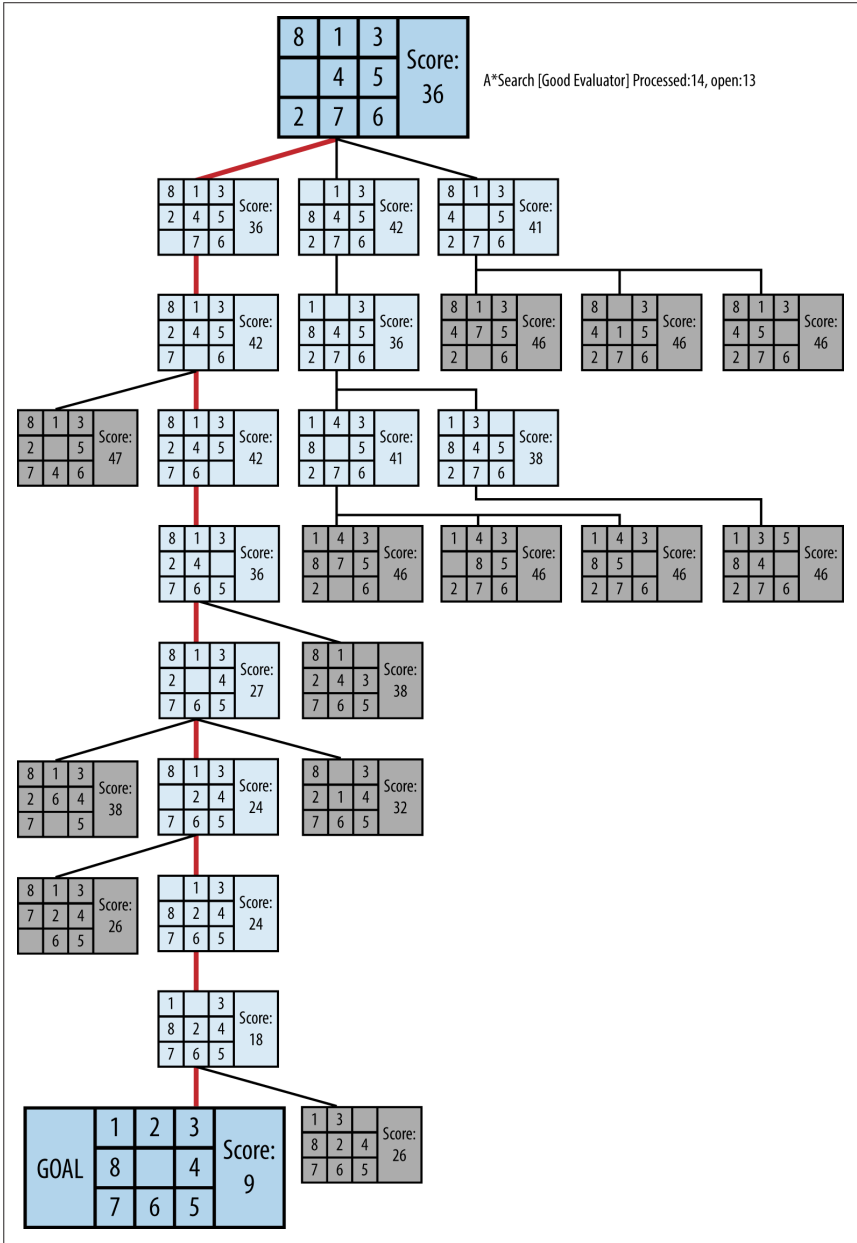 8 1 3
4 5
2 7 6
Score:
36
A*Search [Good Evaluator] Processed:14, open:13
8 1 3
2 4 5
7 6
Score:
36
1 3
8 4 5
2 7 6
Score:
42
8 1 3
4 5
2 7 6
Score:
41
8 1 3
2 4 5
7 6
Score:
42
1 3
8 4 5
2 7 6
Score:
36
8 1 3
4 7 5
2 6
Score:
46
8 3
4 1 5
2 7 6
Score:
46
8 1 3
4 5
2 7 6
Score:
46
8 1 3
2 5
7 4 6
Score:
47
8 1 3
2 4 5
7 6
Score:
42
1 4 3
8 5
2 7 6
Score:
41
1 3
8 4 5
2 7 6
Score:
38
8 1 3
2 4
7 6 5
Score:
36
1 4 3
8 7 5
2 6
Score:
46
1 4 3
8 5
2 7 6
Score:
46
1 4 3
8 5
2 7 6
Score:
46
1 3 5
8 4
2 7 6
Score:
46
8 1 3
2 4
7 6 5
Score:
27
8 1
2 4 3
7 6 5
Score:
38
8 1 3
2 6 4
7 5
Score:
38
8 1 3
2 4
7 6 5
Score:
24
8 3
2 1 4
7 6 5
Score:
32
8 1 3
7 2 4
6 5
Score:
26
1 3
8 2 4
7 6 5
Score:
24
1 3
8 2 4
7 6 5
Score:
18
GOAL
1 2 3
8 4
7 6 5
Score:
9
1 3
8 2 4
7 6 5
Score:
26